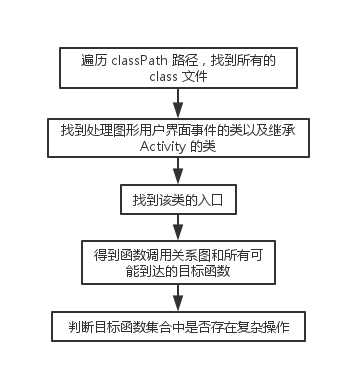 遍历 classPath 路径，找到所有的
class 文件
找到处理图形用户界面事件的类以及继承
Activity 的类
找到该类的入口
得到函数调用关系图和所有可
能到达的目标函数
判断目标函数集合中是否存在复杂操作